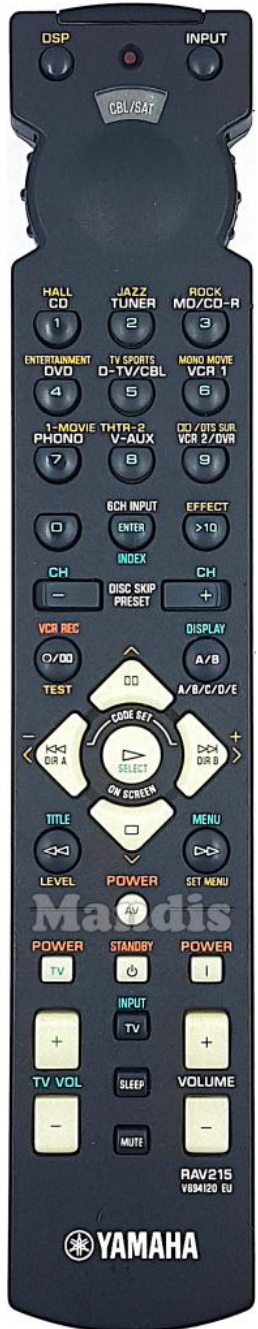 DSP INPUT
CBL/SAT
HALL JAZZ ROCK
CD TUNER MD/CD-R
1 2 3
ENTERTAINMENT TV SPORTS MONO MOVIE
DVD D-TV/CBL VCR 1
4 5 6
1-MOVIE THTR-2 /DTS SUR.
PHONO V-AUX VCR 2/DVR
7 8 9
6CH INPUT EFFECT
0 ENTER >10
INDEX
CH CH
- DISC SKIP +
PRESET
VCR REC DISPLAY
A/B
TEST A/B/C/D/E
CODE SET
- +
DIR A DIR B
SELECT
ON SCREEN
TITLE MENU
LEVEL POWER SET MENU
AV
Mandis
POWER STANDBY POWER
TV I
INPUT
+ TV +
TV VOL SLEEP VOLUME
- -
MUTE
RAV215
V694120 EU
YAMAHA